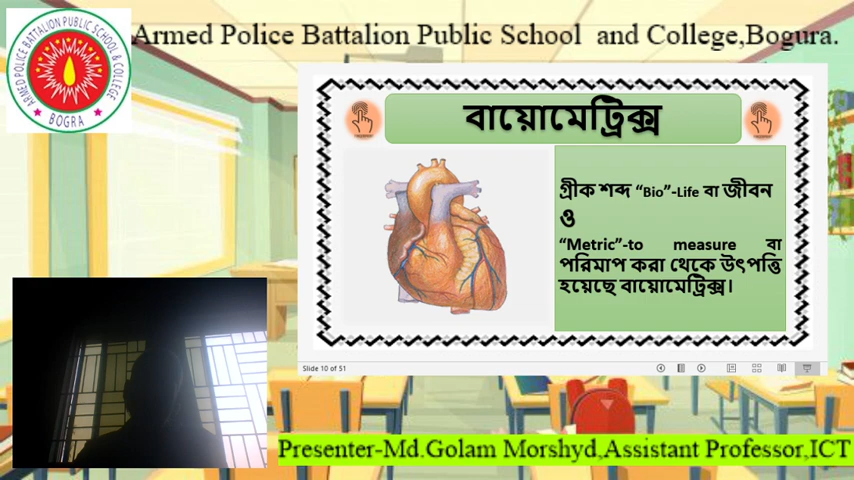 Armed Police Battalion Public School and College,Bogura.
ARMED POLICE BATTALION PUBLIC SCHOOL & COLLEGE
BOGRA
বায়োমেট্রিক্স
গ্রীক শব্দ “Bio”-Life বা জীবন
ও
“Metric”-to measure বা
পরিমাপ করা থেকে উৎপত্তি
হয়েছে বায়োমেট্রিক্স।
Slide 10 of 51
Presenter-Md.Golam Morshyd,Assistant Professor,ICT